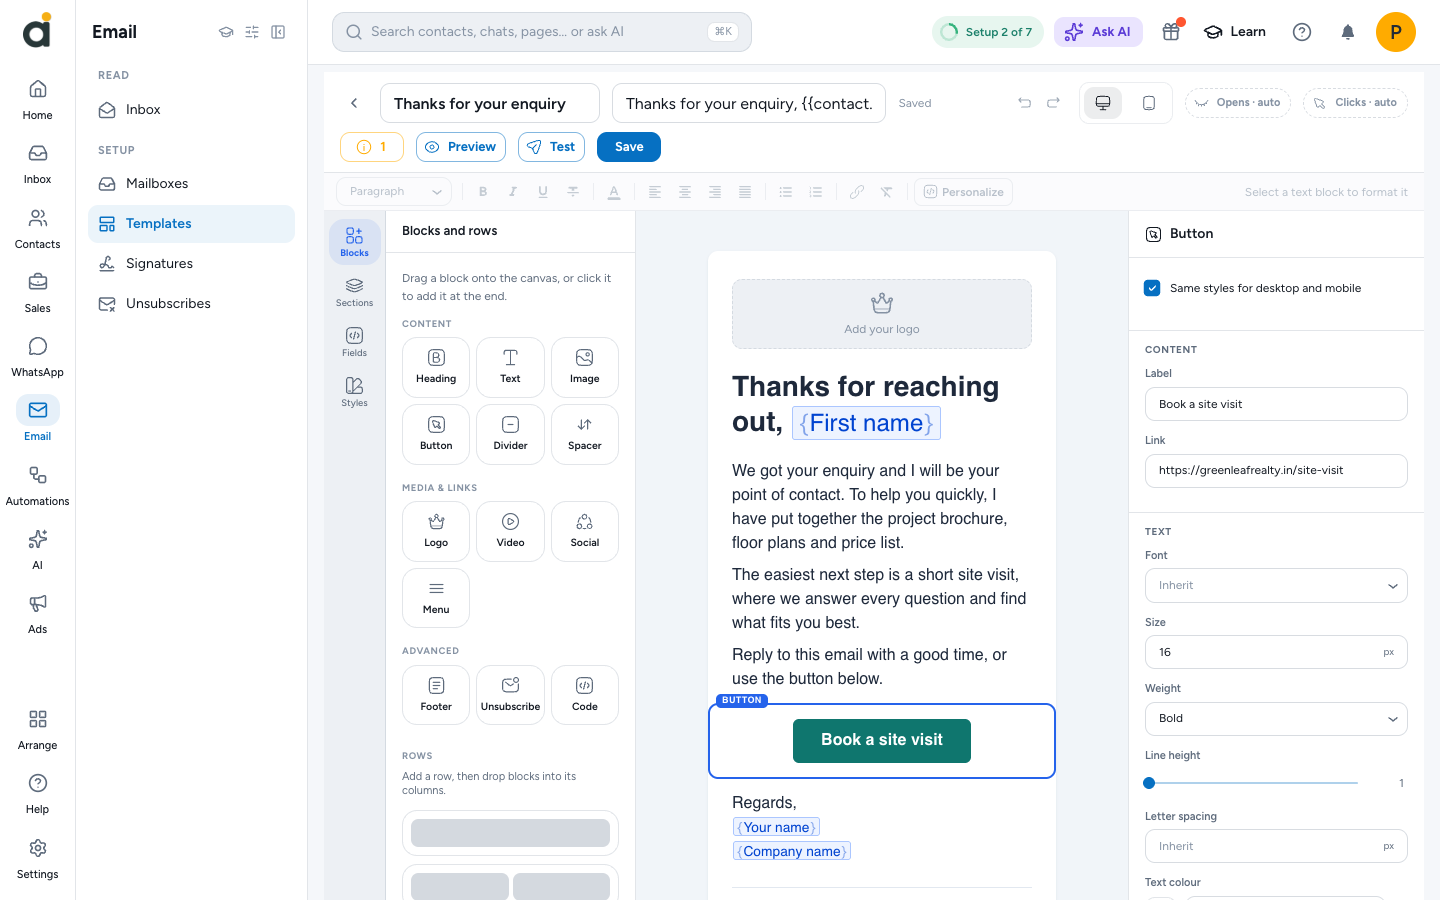 Email
Search contacts, chats, pages... or ask AI
⌘K
Setup 2 of 7
Ask AI
Learn
P
Home
Inbox
Contacts
Sales
WhatsApp
Email
Automations
AI
Ads
Arrange
Help
Settings
READ
Inbox
SETUP
Mailboxes
Templates
Signatures
Unsubscribes
Thanks for your enquiry
Thanks for your enquiry, {{contact.
Saved
Opens · auto
Clicks · auto
1
Preview
Test
Save
Paragraph
B
I
U
T
A
Personalize
Select a text block to format it
Blocks
Sections
Fields
Styles
Blocks and rows
Drag a block onto the canvas, or click it
to add it at the end.
CONTENT
Heading
Text
Image
Button
Divider
Spacer
MEDIA & LINKS
Logo
Video
Social
Menu
ADVANCED
Footer
Unsubscribe
Code
ROWS
Add a row, then drop blocks into its
columns.
Add your logo
Thanks for reaching
out, {First name}
We got your enquiry and I will be your
point of contact. To help you quickly, I
have put together the project brochure,
floor plans and price list.
The easiest next step is a short site visit,
where we answer every question and find
what fits you best.
Reply to this email with a good time, or
use the button below.
BUTTON
Book a site visit
Regards,
{Your name}
{Company name}
Button
Same styles for desktop and mobile
CONTENT
Label
Book a site visit
Link
https://greenleafrealty.in/site-visit
TEXT
Font
Inherit
Size
16
px
Weight
Bold
Line height
1
Letter spacing
Inherit
px
Text colour